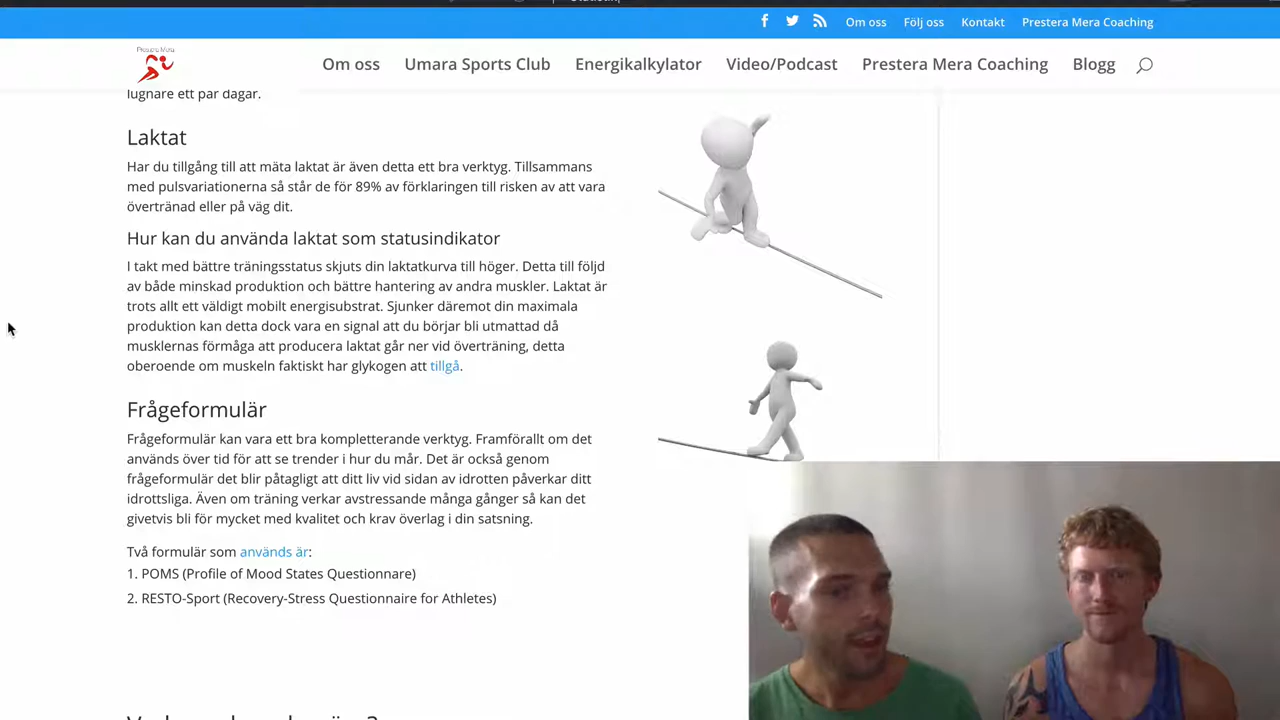 Om oss Följ oss Kontakt Prestera Mera Coaching
Prestera Mera
Om oss Umara Sports Club Energikalkylator Video/Podcast Prestera Mera Coaching Blogg
lugnare ett par dagar.
Laktat
Har du tillgång till att mäta laktat är även detta ett bra verktyg. Tillsammans
med pulsvariationerna så står de för 89% av förklaringen till risken av att vara
övertränad eller på väg dit.
Hur kan du använda laktat som statusindikator
I takt med bättre träningsstatus skjuts din laktatkurva till höger. Detta till följd
av både minskad produktion och bättre hantering av andra muskler. Laktat är
trots allt ett väldigt mobilt energisubstrat. Sjunker däremot din maximala
produktion kan detta dock vara en signal att du börjar bli utmattad då
musklernas förmåga att producera laktat går ner vid överträning, detta
oberoende om muskeln faktiskt har glykogen att tillgå.
Frågeformulär
Frågeformulär kan vara ett bra kompletterande verktyg. Framförallt om det
används över tid för att se trender i hur du mår. Det är också genom
frågeformulär det blir påtagligt att ditt liv vid sidan av idrotten påverkar ditt
idrottsliga. Även om träning verkar avstressande många gånger så kan det
givetvis bli för mycket med kvalitet och krav överlag i din satsning.
Två formulär som används är:
1. POMS (Profile of Mood States Questionnare)
2. RESTO-Sport (Recovery-Stress Questionnaire for Athletes)